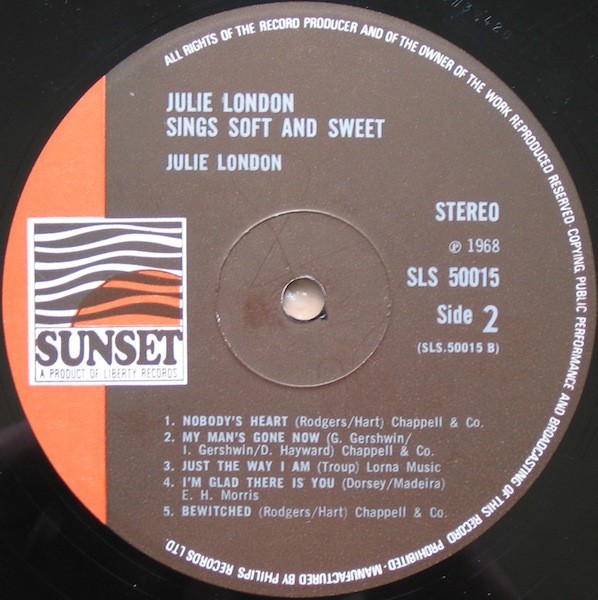 ALL RIGHTS OF THE RECORD PRODUCER AND OF THE OWNER OF THE WORK REPRODUCED RESERVED. COPYING, PUBLIC PERFORMANCE AND BROADCASTING OF THIS RECORD PROHIBITED - MANUFACTURED BY PHILIPS RECORDS LTD.
JULIE LONDON
SINGS SOFT AND SWEET
JULIE LONDON
STEREO
℗ 1968
SLS 50015
Side 2
(SLS.50015 B)
SUNSET
A PRODUCT OF LIBERTY RECORDS
1. NOBODY'S HEART (Rodgers/Hart) Chappell & Co.
2. MY MAN'S GONE NOW (G. Gershwin/
I. Gershwin/D. Hayward) Chappell & Co.
3. JUST THE WAY I AM (Troup) Lorna Music
4. I'M GLAD THERE IS YOU (Dorsey/Madeira)
E. H. Morris
5. BEWITCHED (Rodgers/Hart) Chappell & Co.